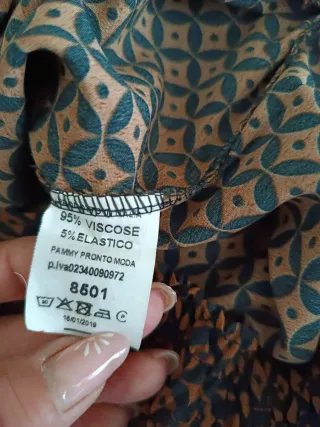 95% VISCOSE
5% ELASTICO
PAMMY PRONTO MODA
p.iva02340090972
8501
16/01/2019